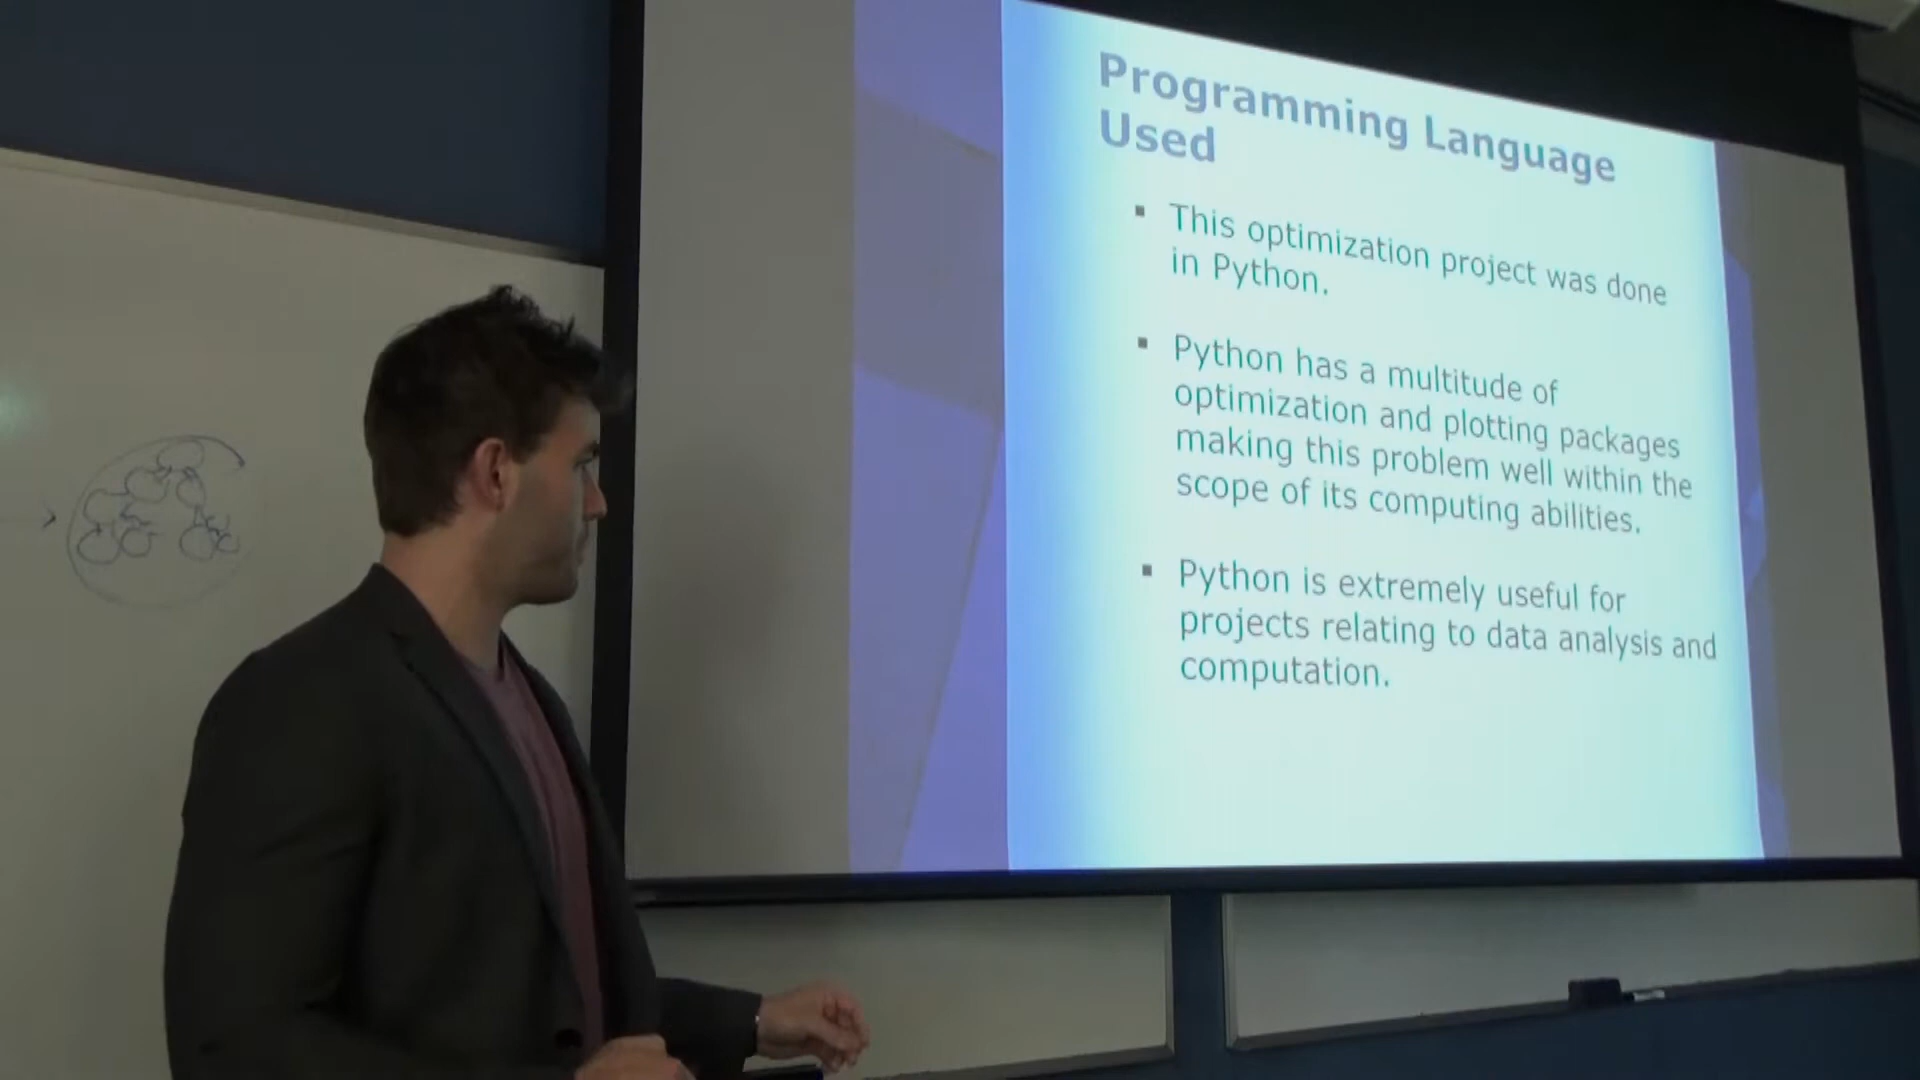 Programming Language
Used
▪ This optimization project was done
in Python.
▪ Python has a multitude of
optimization and plotting packages
making this problem well within the
scope of its computing abilities.
▪ Python is extremely useful for
projects relating to data analysis and
computation.